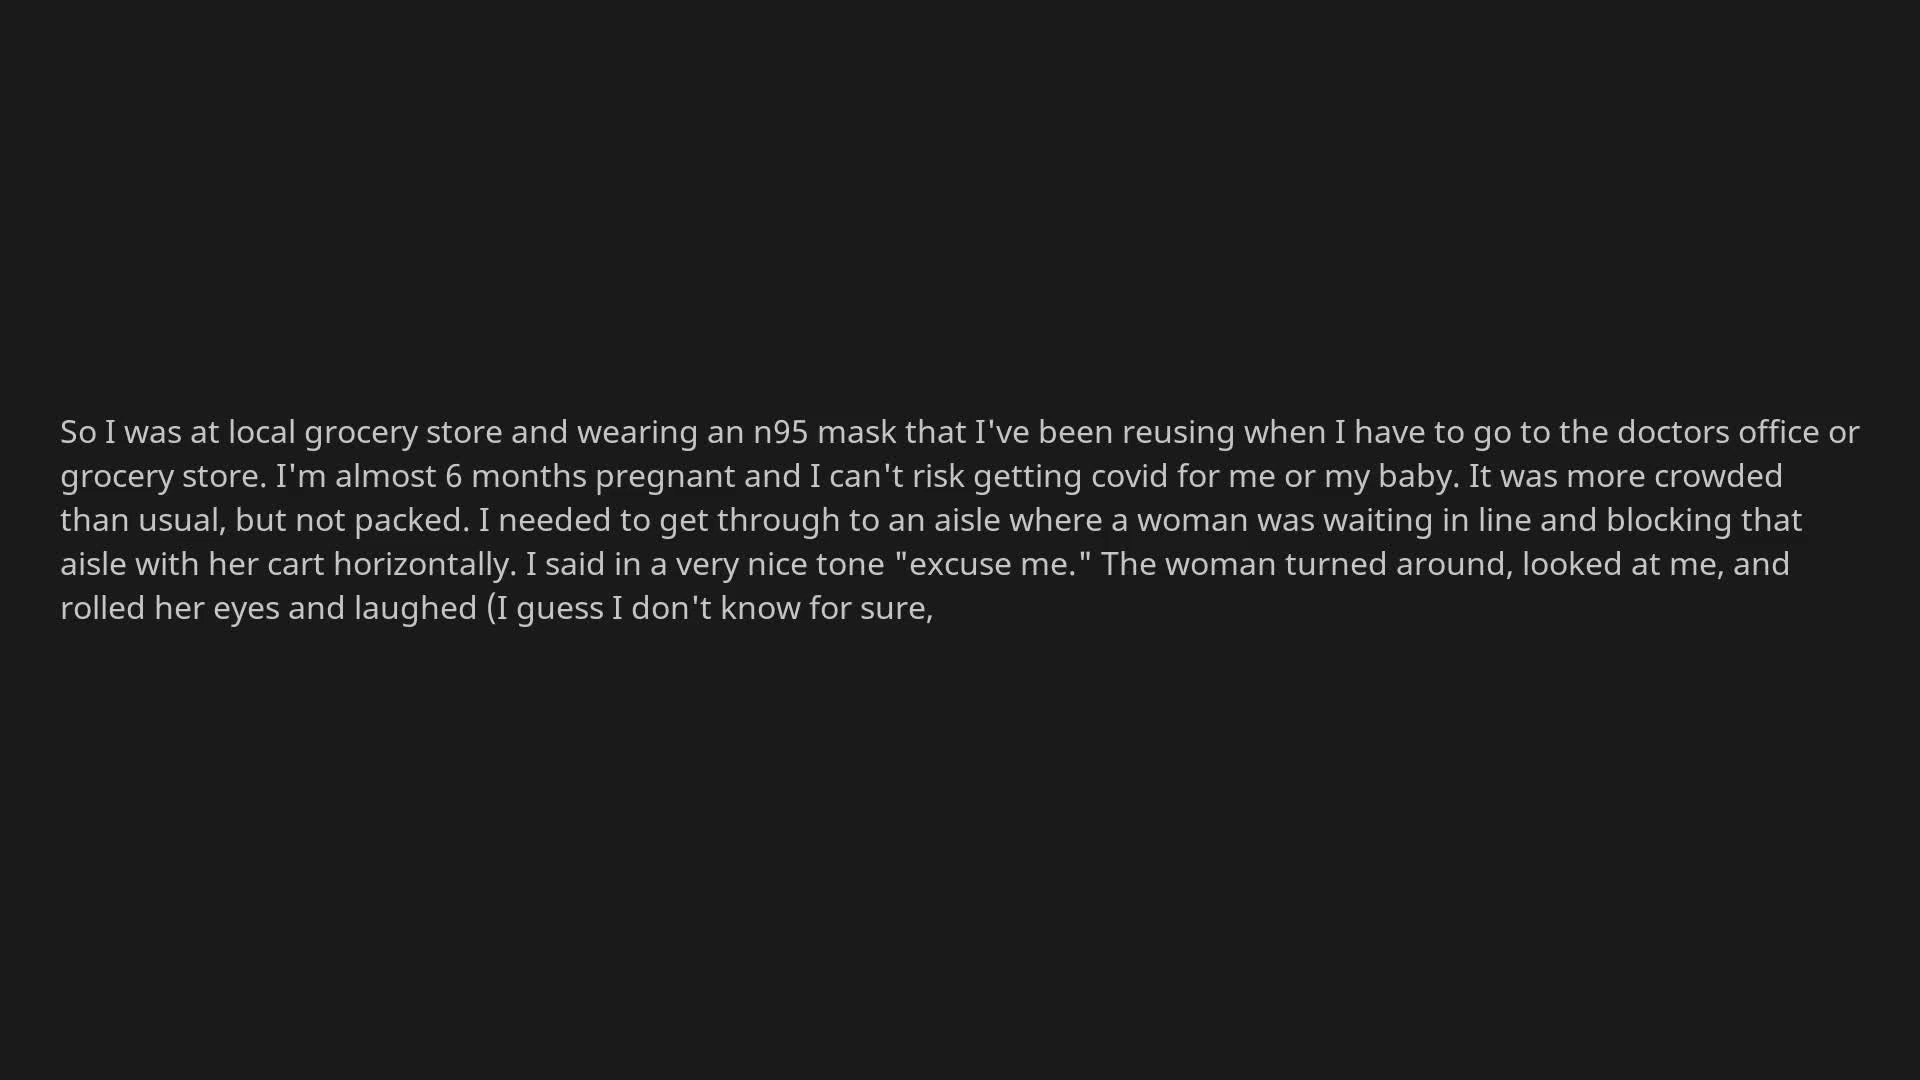 So I was at local grocery store and wearing an n95 mask that I've been reusing when I have to go to the doctors office or
grocery store. I'm almost 6 months pregnant and I can't risk getting covid for me or my baby. It was more crowded
than usual, but not packed. I needed to get through to an aisle where a woman was waiting in line and blocking that
aisle with her cart horizontally. I said in a very nice tone "excuse me." The woman turned around, looked at me, and
rolled her eyes and laughed (I guess I don't know for sure,